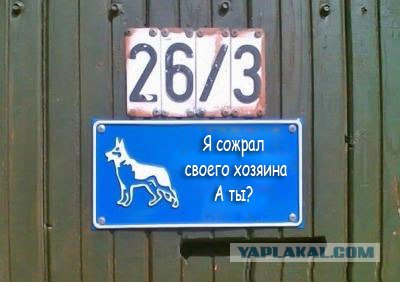 26/3
Я сожрал
своего хозяина
А ты?
YAPLAKAL.COM